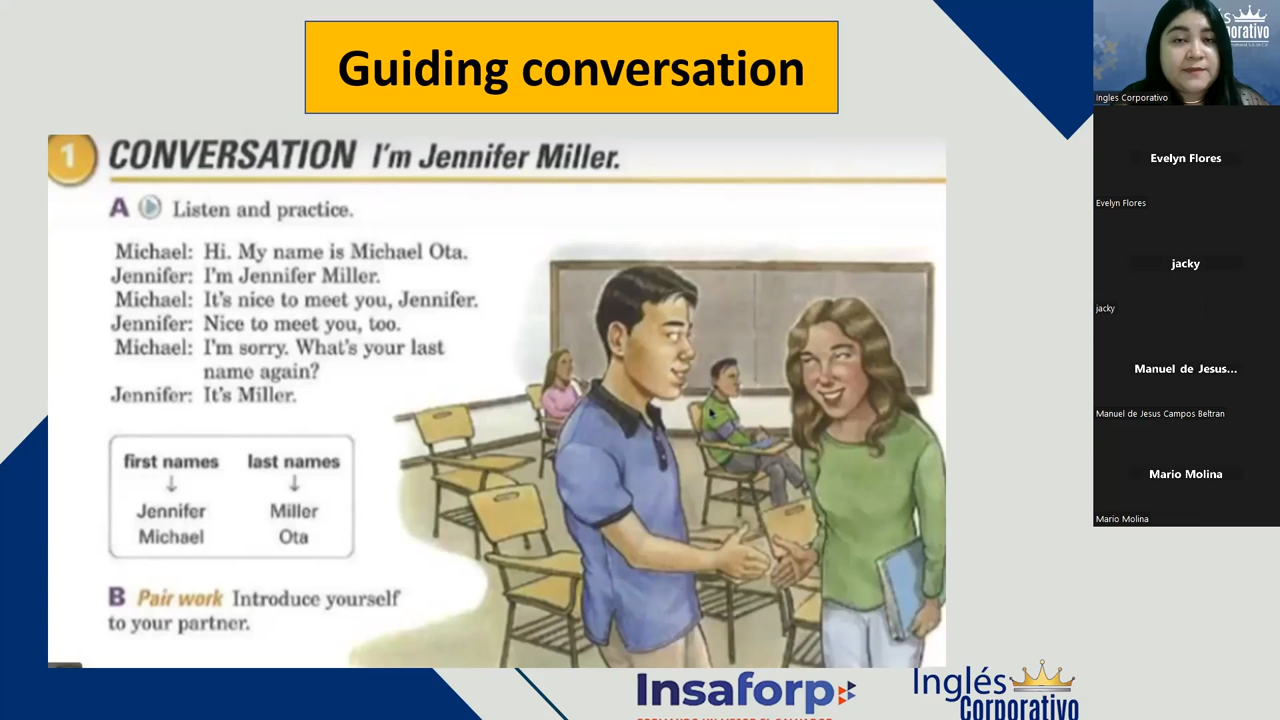 Guiding conversation
1 CONVERSATION I'm Jennifer Miller.
A Listen and practice.
Michael: Hi. My name is Michael Ota.
Jennifer: I'm Jennifer Miller.
Michael: It's nice to meet you, Jennifer.
Jennifer: Nice to meet you, too.
Michael: I'm sorry. What's your last
name again?
Jennifer: It's Miller.
first names last names
↓ ↓
Jennifer Miller
Michael Ota
B Pair work Introduce yourself
to your partner.
Insaforp
Inglés
Corporativo
Ingles Corporativo
Evelyn Flores
Evelyn Flores
jacky
jacky
Manuel de Jesus...
Manuel de Jesus Campos Beltran
Mario Molina
Mario Molina